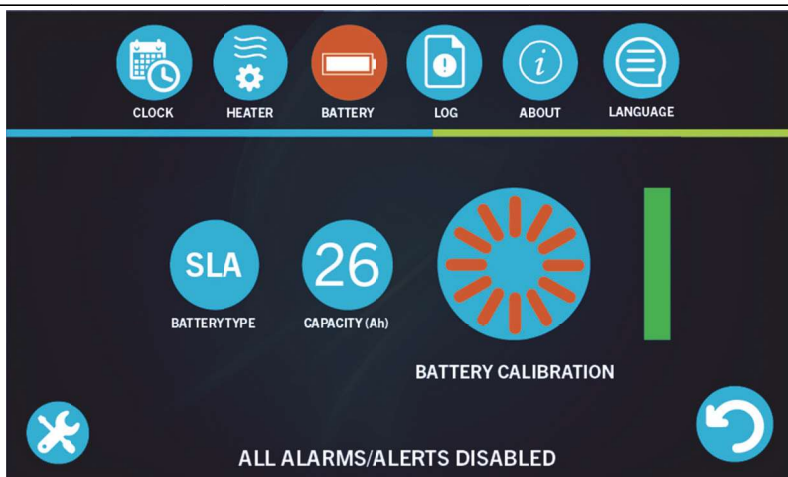 CLOCK HEATER BATTERY LOG ABOUT LANGUAGE
SLA 26
BATTERYTYPE CAPACITY (Ah)
BATTERY CALIBRATION
ALL ALARMS/ALERTS DISABLED